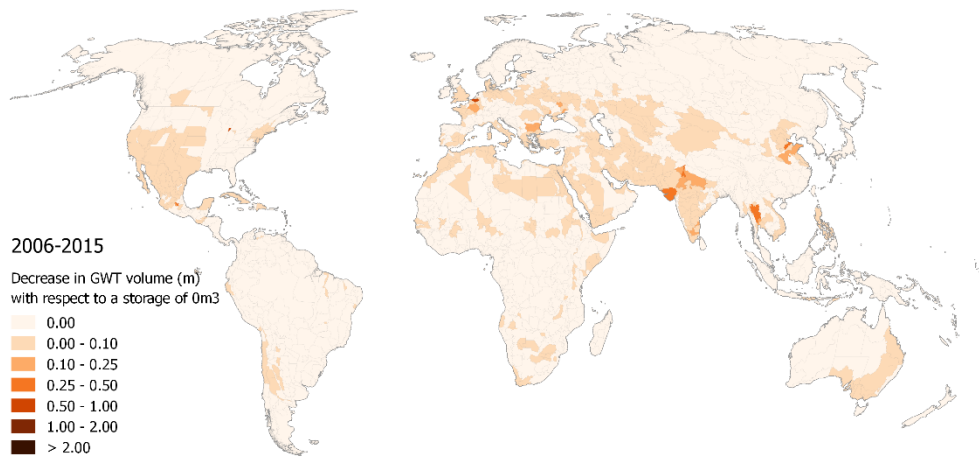 2006-2015
Decrease in GWT volume (m)
with respect to a storage of 0m3
0.00
0.00 - 0.10
0.10 - 0.25
0.25 - 0.50
0.50 - 1.00
1.00 - 2.00
> 2.00